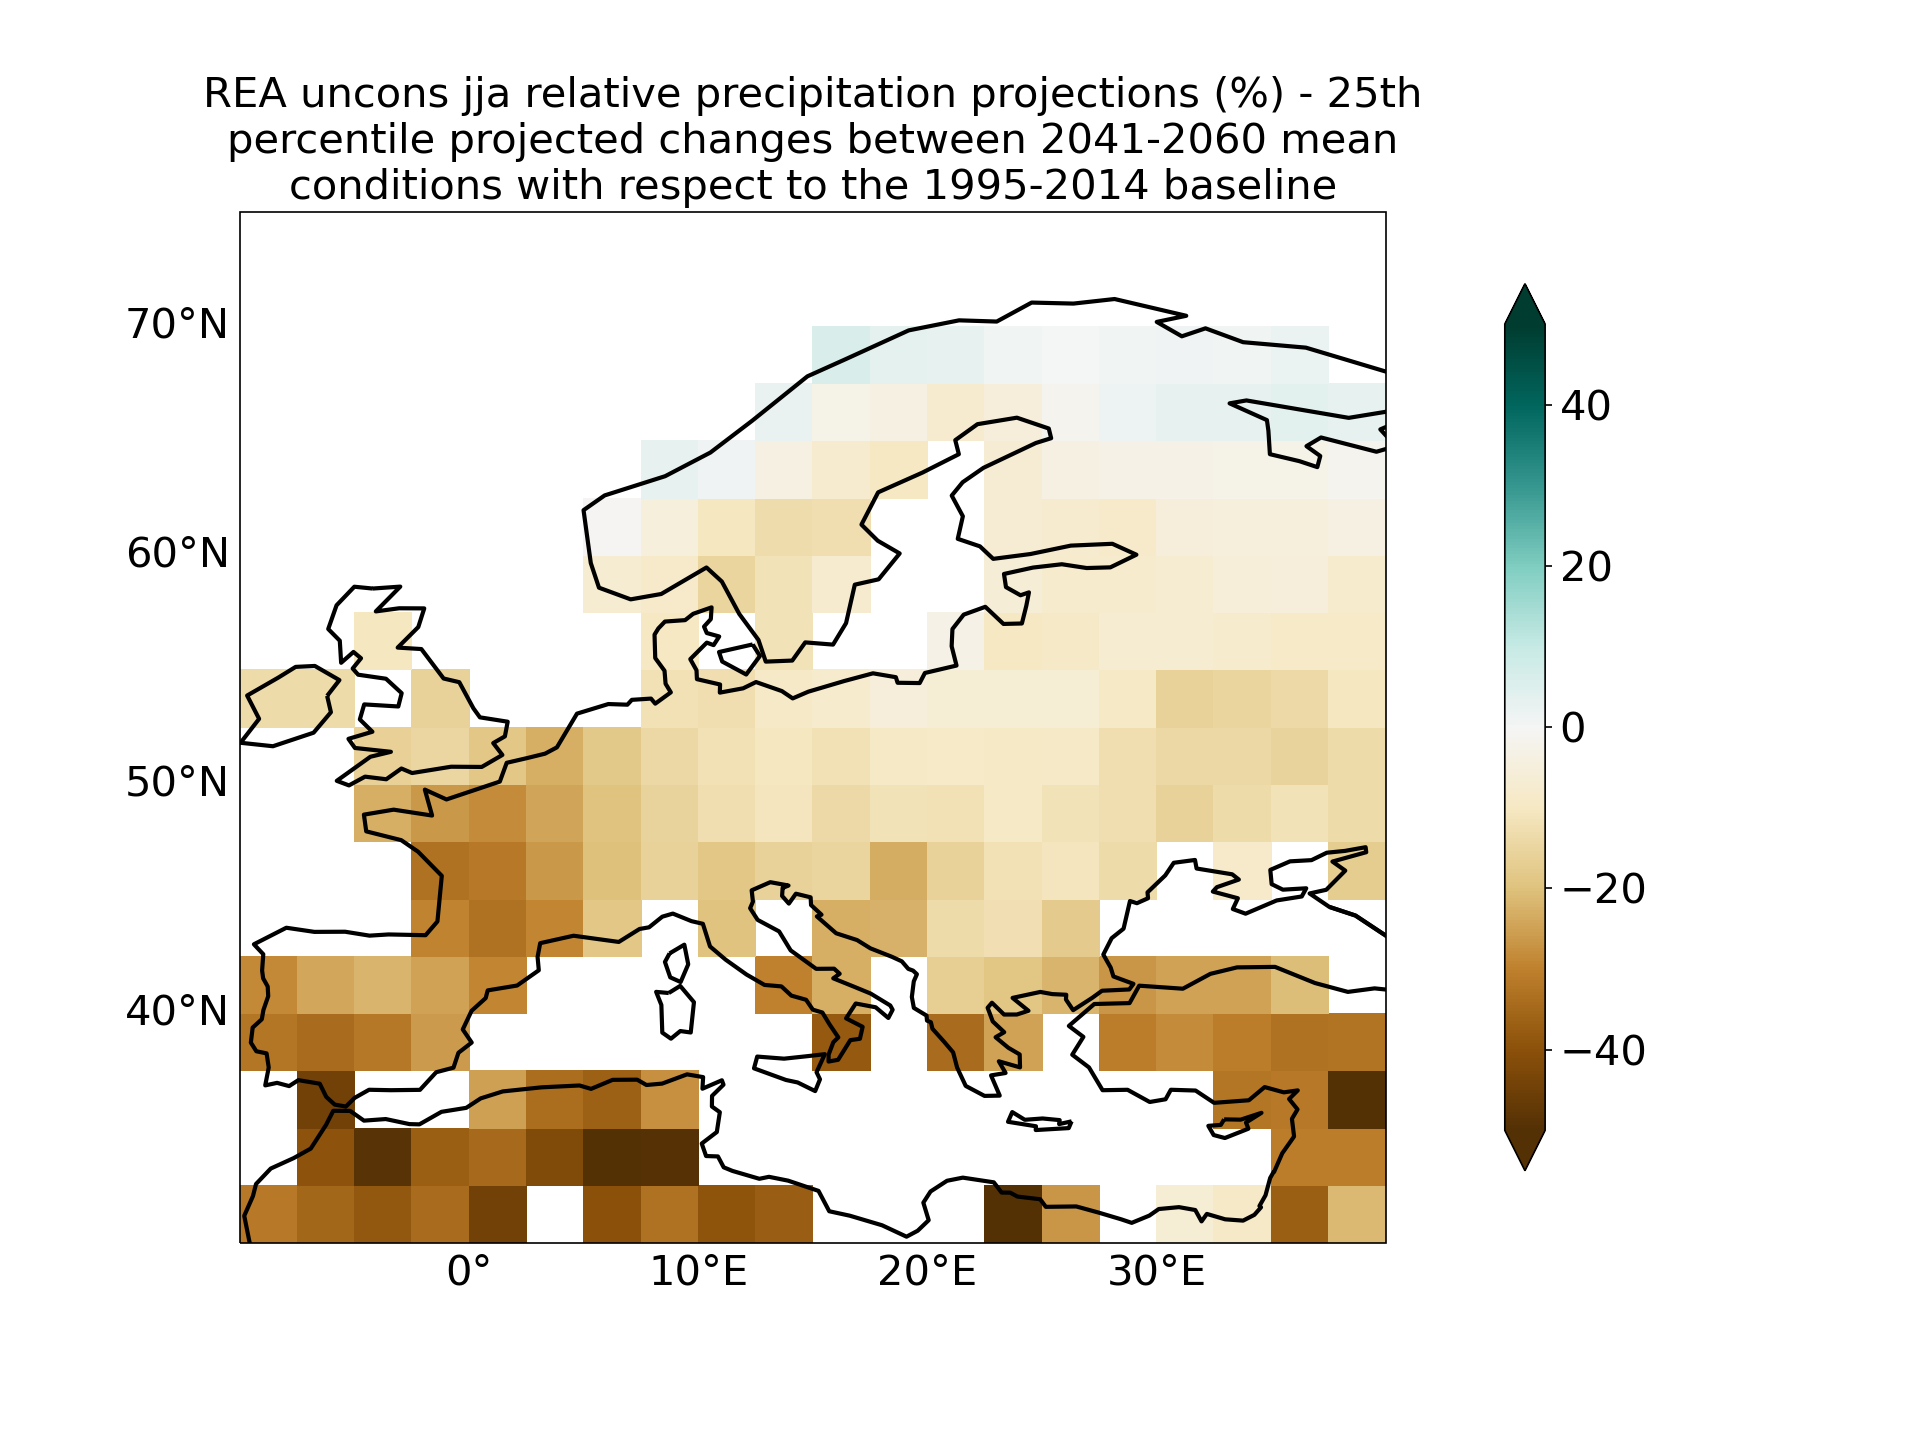 REA uncons jja relative precipitation projections (%) - 25th
percentile projected changes between 2041-2060 mean
conditions with respect to the 1995-2014 baseline
70°N
60°N
50°N
40°N
0°
10°E
20°E
30°E
40
20
0
−20
−40